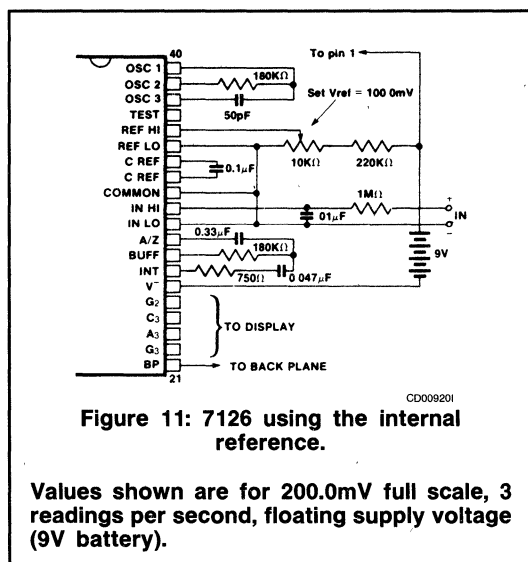 40
To pin 1
OSC 1
180KΩ
OSC 2
Set Vref = 100 0mV
OSC 3
50pF
TEST
REF HI
REF LO
10KΩ
220KΩ
C REF
0.1μF
C REF
COMMON
1MΩ
IN HI
+
01μF
IN
IN LO
−
A/Z
0.33μF
180KΩ
BUFF
9V
INT
750Ω
0 047μF
V⁻
G2
C3
TO DISPLAY
A3
G3
BP
TO BACK PLANE
21
CD00920I
Figure 11: 7126 using the internal
reference.
Values shown are for 200.0mV full scale, 3
readings per second, floating supply voltage
(9V battery).